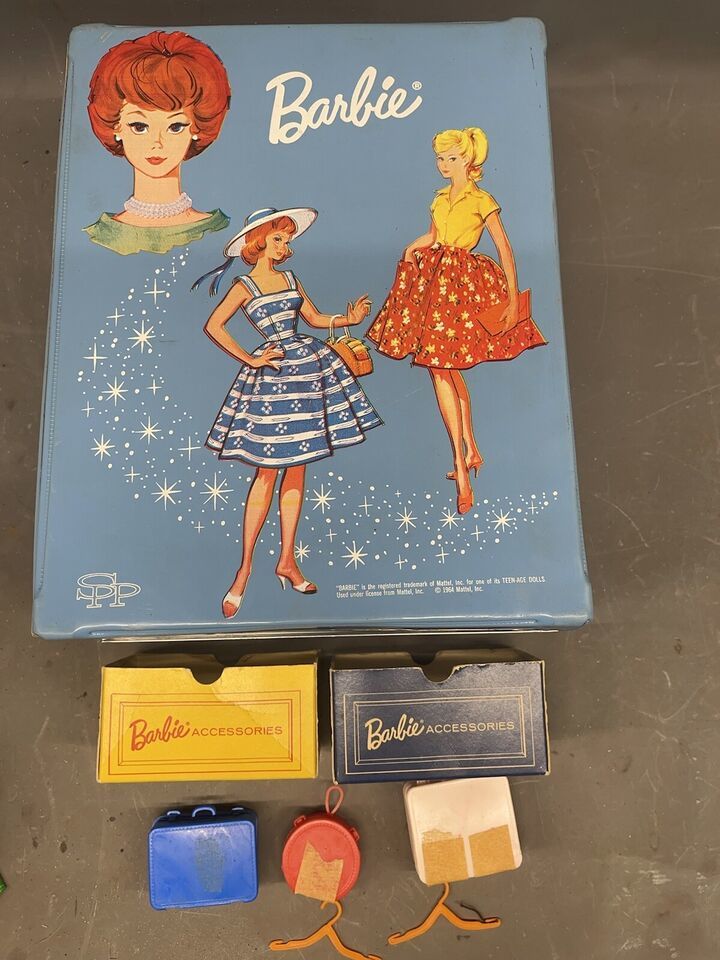 Barbie®
"BARBIE" is the registered trademark of Mattel, Inc. for one of its TEEN-AGE DOLLS
Used under license from Mattel, Inc. © 1964 Mattel, Inc.
SPP
Barbie® ACCESSORIES
Barbie® ACCESSORIES